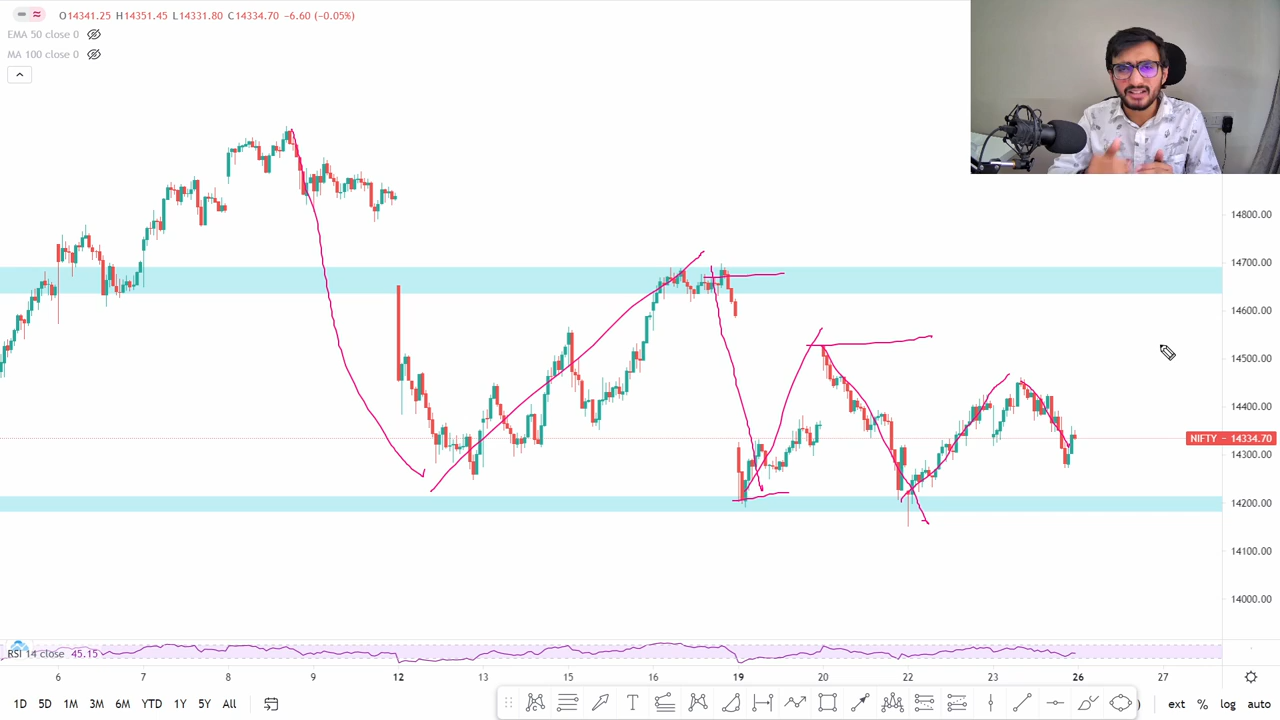 O14341.25 H14351.45 L14331.80 C14334.70 −6.60 (−0.05%)
EMA 50 close 0
MA 100 close 0
14800.00
14700.00
14600.00
14500.00
14400.00
NIFTY - 14334.70
14300.00
14200.00
14100.00
14000.00
RSI 14 close 45.15
6 7 8 9 12 13 14 15 16 19 20 22 23 26 27
1D 5D 1M 3M 6M YTD 1Y 5Y All ext % log auto